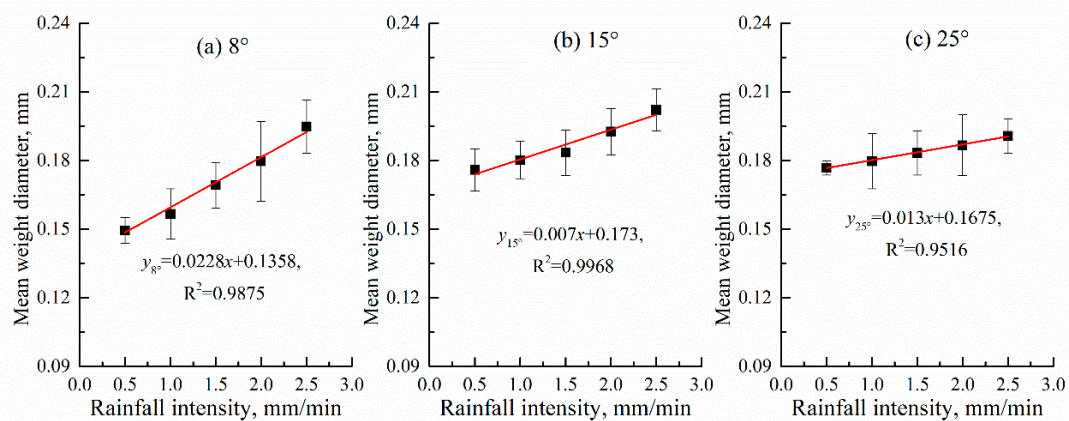 (a) 8°
Mean weight diameter, mm
0.24
0.21
0.18
0.15
0.12
0.09
y8°=0.0228x+0.1358,
R²=0.9875
0.0 0.5 1.0 1.5 2.0 2.5 3.0
Rainfall intensity, mm/min
(b) 15°
Mean weight diameter, mm
0.24
0.21
0.18
0.15
0.12
0.09
y15°=0.007x+0.173,
R²=0.9968
0.0 0.5 1.0 1.5 2.0 2.5 3.0
Rainfall intensity, mm/min
(c) 25°
Mean weight diameter, mm
0.24
0.21
0.18
0.15
0.12
0.09
y25°=0.013x+0.1675,
R²=0.9516
0.0 0.5 1.0 1.5 2.0 2.5 3.0
Rainfall intensity, mm/min